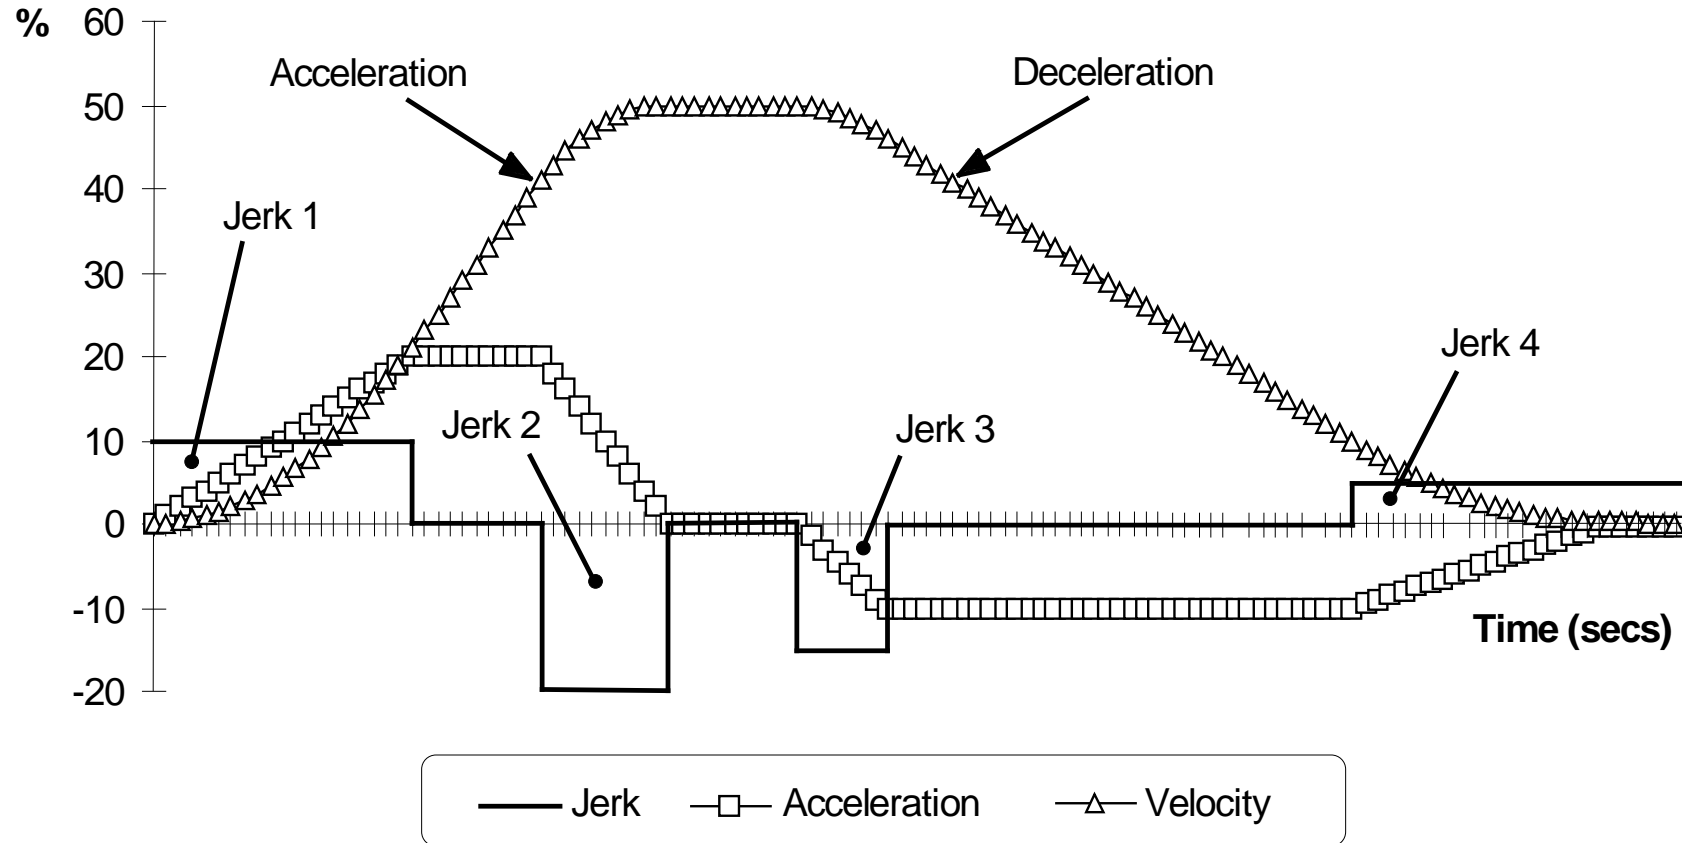 %
60
Acceleration
Deceleration
50
40
Jerk 1
30
Jerk 4
20
Jerk 2
Jerk 3
10
0
-10
Time (secs)
-20
Jerk Acceleration Velocity